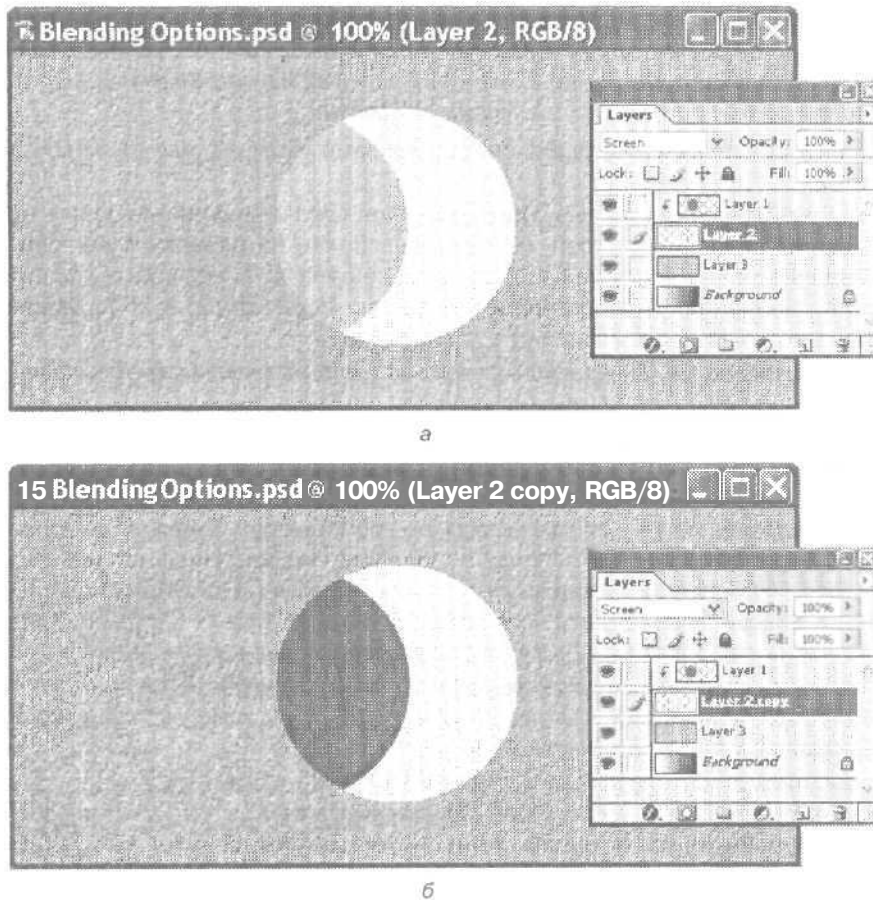 Blending Options.psd @ 100% (Layer 2, RGB/8)
Layers
Screen Opacity: 100%
Lock: Fill: 100%
Layer 1
Layer 2
Layer 3
Background
а
15 Blending Options.psd @ 100% (Layer 2 copy, RGB/8)
Layers
Screen Opacity: 100%
Lock: Fill: 100%
Layer 1
Layer 2 copy
Layer 3
Background
б